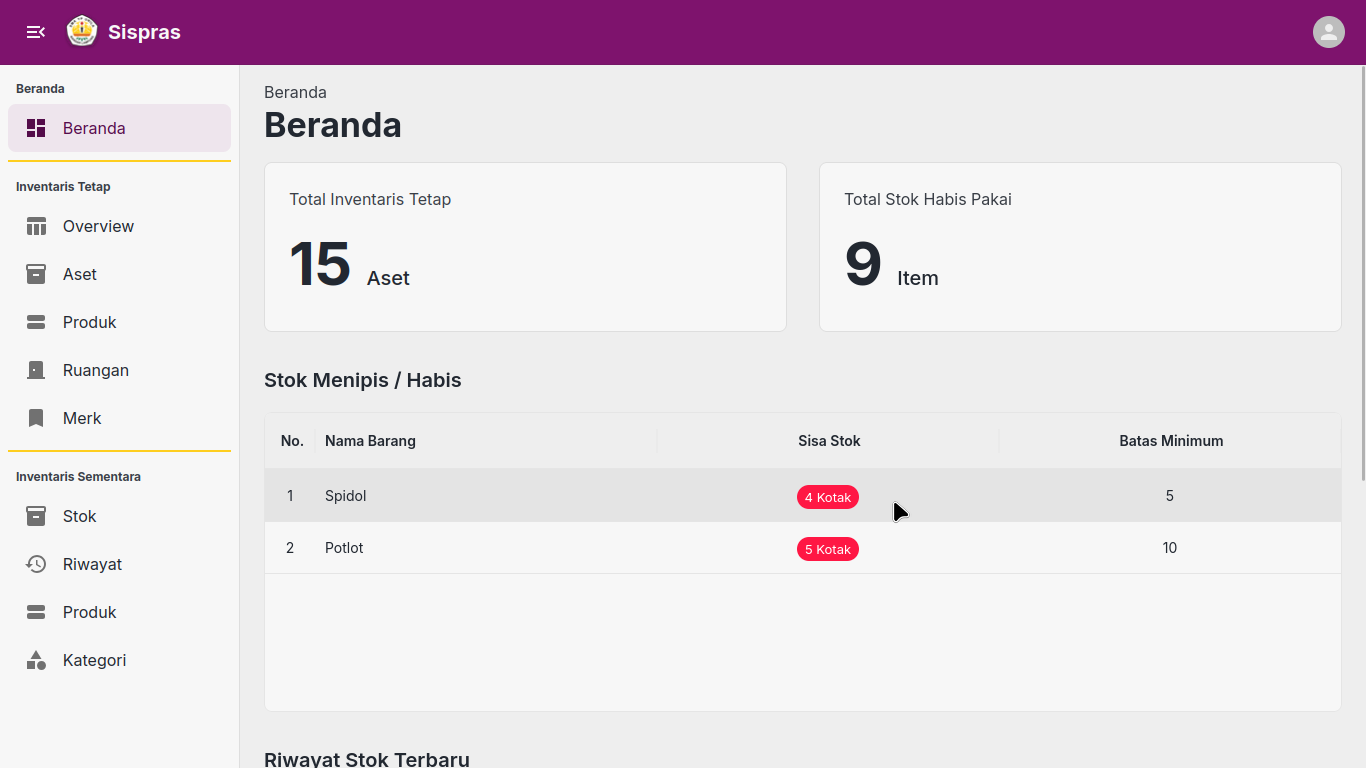 Sispras
Beranda
Beranda
Inventaris Tetap
Overview
Aset
Produk
Ruangan
Merk
Inventaris Sementara
Stok
Riwayat
Produk
Kategori
Beranda
Beranda
Total Inventaris Tetap
15 Aset
Total Stok Habis Pakai
9 Item
Stok Menipis / Habis
No. Nama Barang Sisa Stok Batas Minimum
1 Spidol 4 Kotak 5
2 Potlot 5 Kotak 10
Riwayat Stok Terbaru